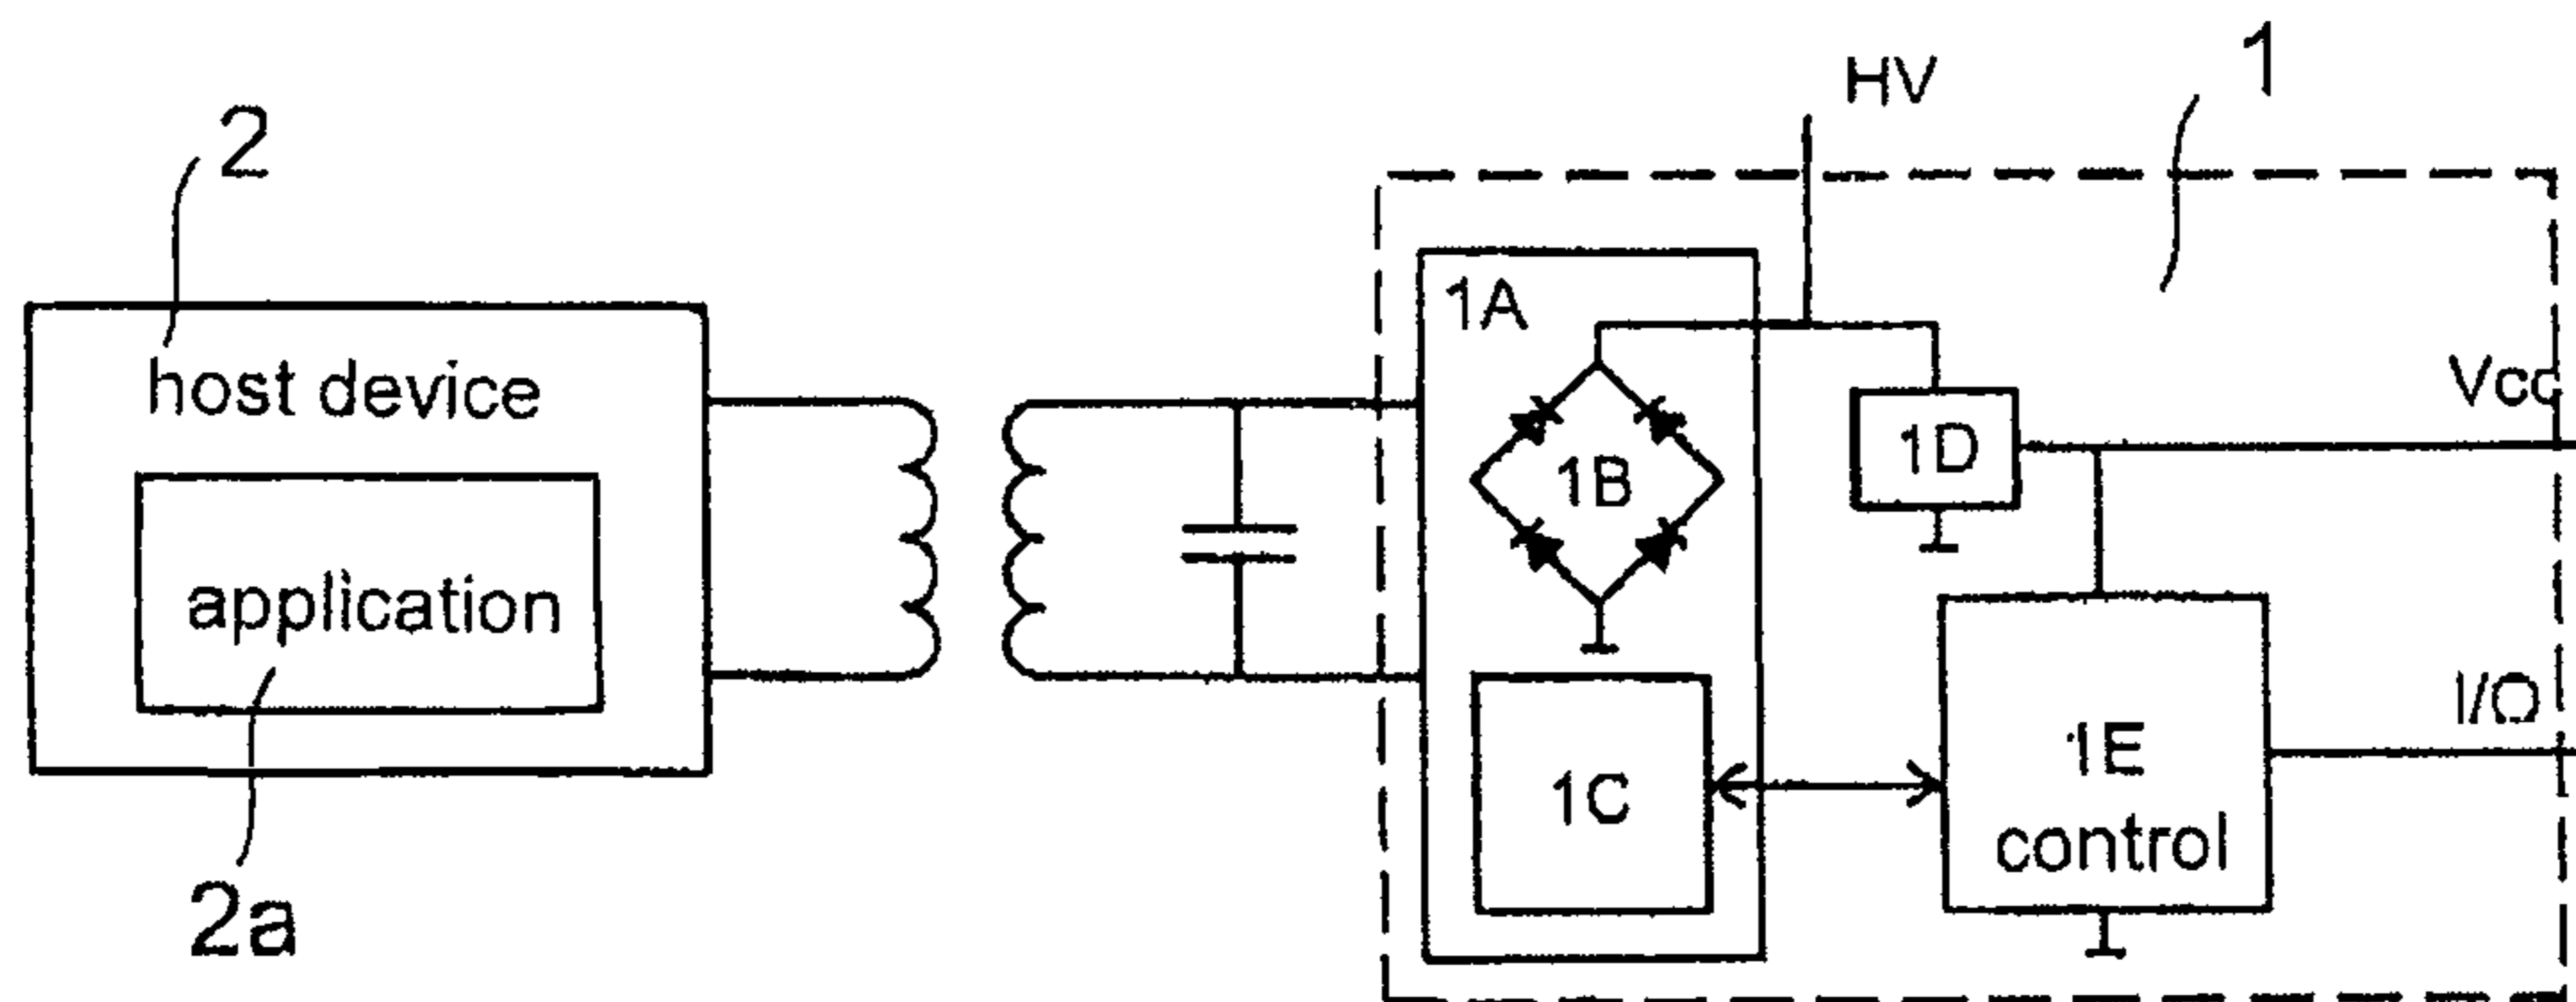 2
host device
application
2a
HV
1
1A
1B
1C
1D
Vcc
1E
control
I/O